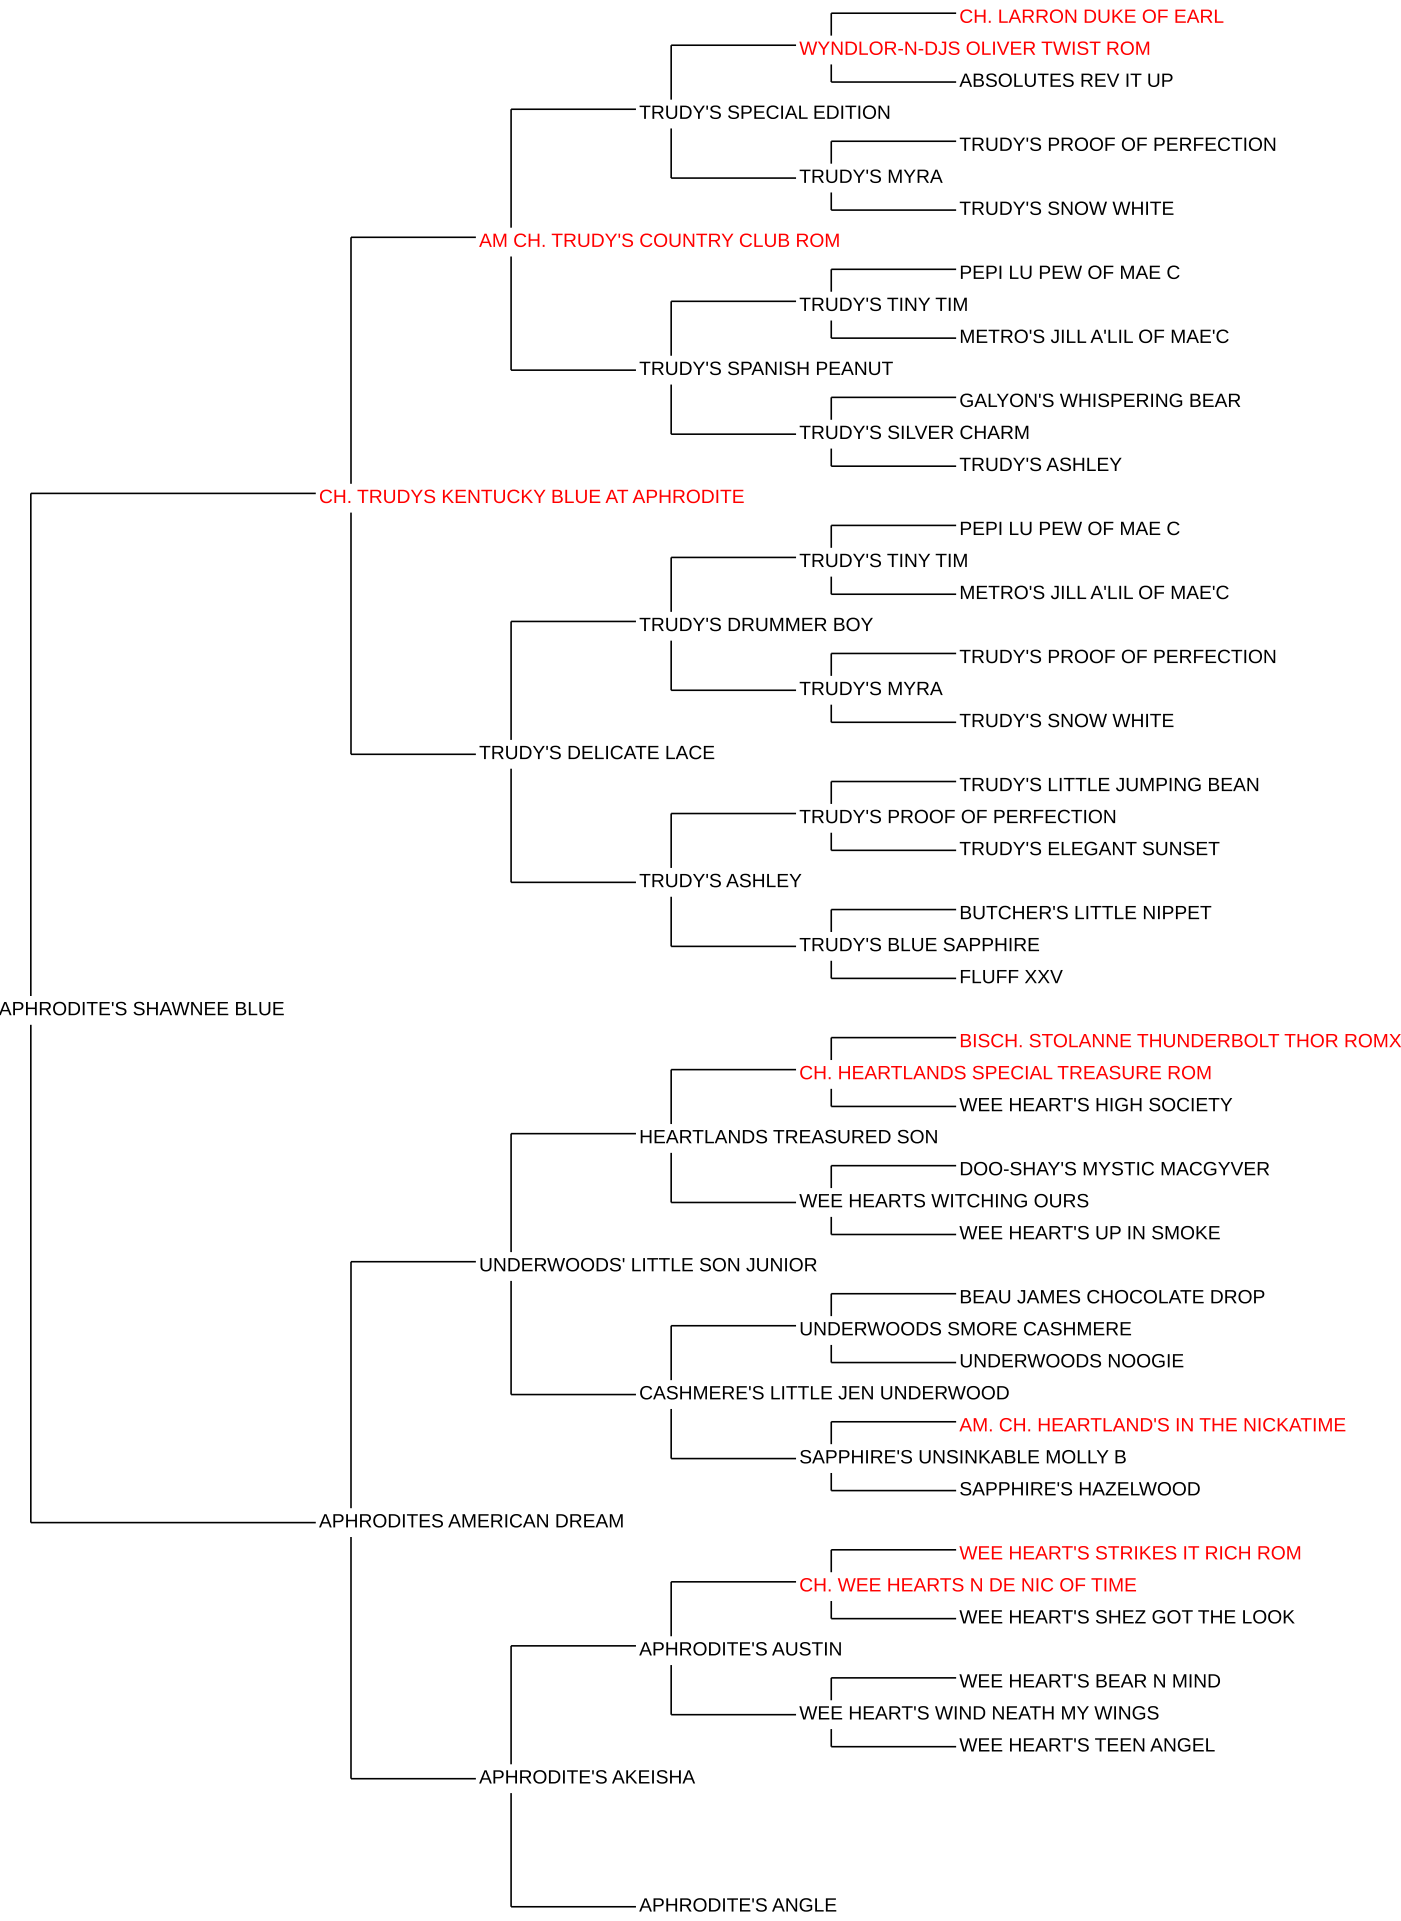 CH. LARRON DUKE OF EARL
WYNDLOR-N-DJS OLIVER TWIST ROM
ABSOLUTES REV IT UP
TRUDY'S SPECIAL EDITION
TRUDY'S PROOF OF PERFECTION
TRUDY'S MYRA
TRUDY'S SNOW WHITE
AM CH. TRUDY'S COUNTRY CLUB ROM
PEPI LU PEW OF MAE C
TRUDY'S TINY TIM
METRO'S JILL A'LIL OF MAE'C
TRUDY'S SPANISH PEANUT
GALYON'S WHISPERING BEAR
TRUDY'S SILVER CHARM
TRUDY'S ASHLEY
CH. TRUDYS KENTUCKY BLUE AT APHRODITE
PEPI LU PEW OF MAE C
TRUDY'S TINY TIM
METRO'S JILL A'LIL OF MAE'C
TRUDY'S DRUMMER BOY
TRUDY'S PROOF OF PERFECTION
TRUDY'S MYRA
TRUDY'S SNOW WHITE
TRUDY'S DELICATE LACE
TRUDY'S LITTLE JUMPING BEAN
TRUDY'S PROOF OF PERFECTION
TRUDY'S ELEGANT SUNSET
TRUDY'S ASHLEY
BUTCHER'S LITTLE NIPPET
TRUDY'S BLUE SAPPHIRE
FLUFF XXV
APHRODITE'S SHAWNEE BLUE
BISCH. STOLANNE THUNDERBOLT THOR ROMX
CH. HEARTLANDS SPECIAL TREASURE ROM
WEE HEART'S HIGH SOCIETY
HEARTLANDS TREASURED SON
DOO-SHAY'S MYSTIC MACGYVER
WEE HEARTS WITCHING OURS
WEE HEART'S UP IN SMOKE
UNDERWOODS' LITTLE SON JUNIOR
BEAU JAMES CHOCOLATE DROP
UNDERWOODS SMORE CASHMERE
UNDERWOODS NOOGIE
CASHMERE'S LITTLE JEN UNDERWOOD
AM. CH. HEARTLAND'S IN THE NICKATIME
SAPPHIRE'S UNSINKABLE MOLLY B
SAPPHIRE'S HAZELWOOD
APHRODITES AMERICAN DREAM
WEE HEART'S STRIKES IT RICH ROM
CH. WEE HEARTS N DE NIC OF TIME
WEE HEART'S SHEZ GOT THE LOOK
APHRODITE'S AUSTIN
WEE HEART'S BEAR N MIND
WEE HEART'S WIND NEATH MY WINGS
WEE HEART'S TEEN ANGEL
APHRODITE'S AKEISHA
APHRODITE'S ANGLE